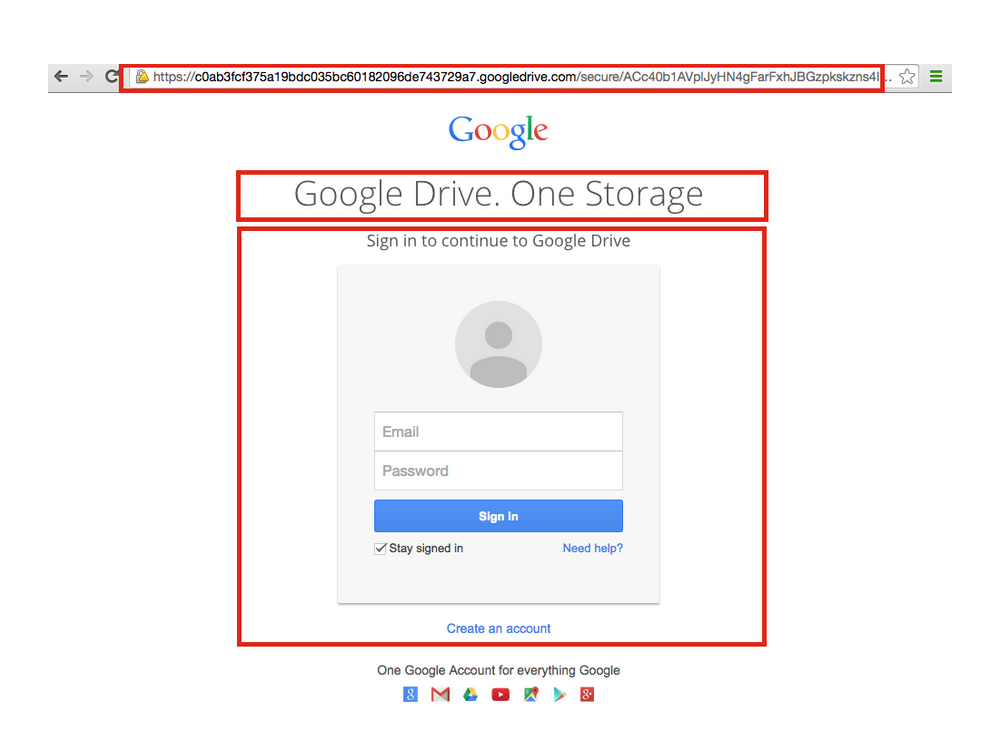 https://c0ab3fcf375a19bdc035bc60182096de743729a7.googledrive.com/secure/ACc40b1AVplJyHN4gFarFxhJBGzpkskzns4l...
Google
Google Drive. One Storage
Sign in to continue to Google Drive
Email
Password
Sign in
Stay signed in
Need help?
Create an account
One Google Account for everything Google